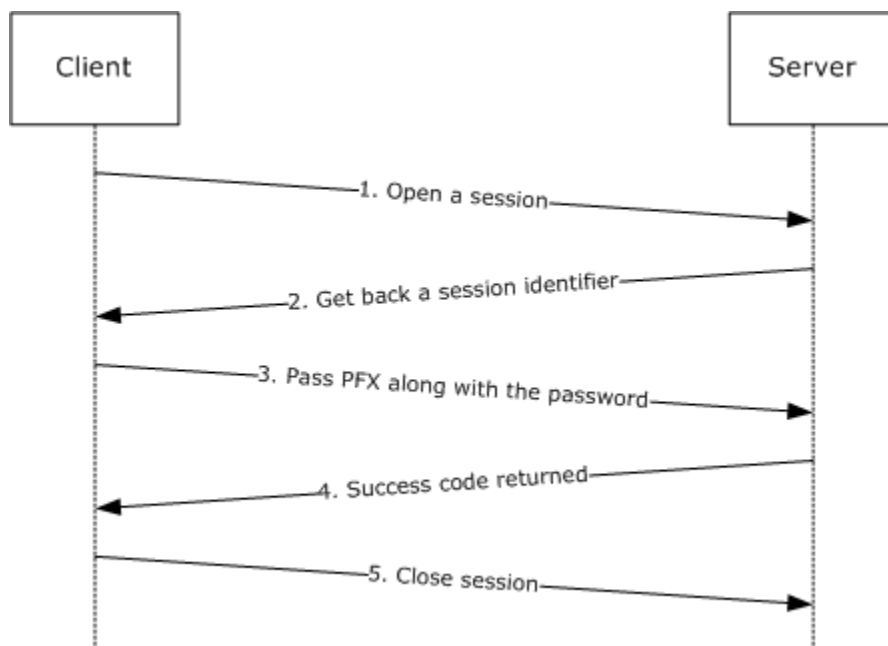 Client
Server
1. Open a session
2. Get back a session identifier
3. Pass PFX along with the password
4. Success code returned
5. Close session